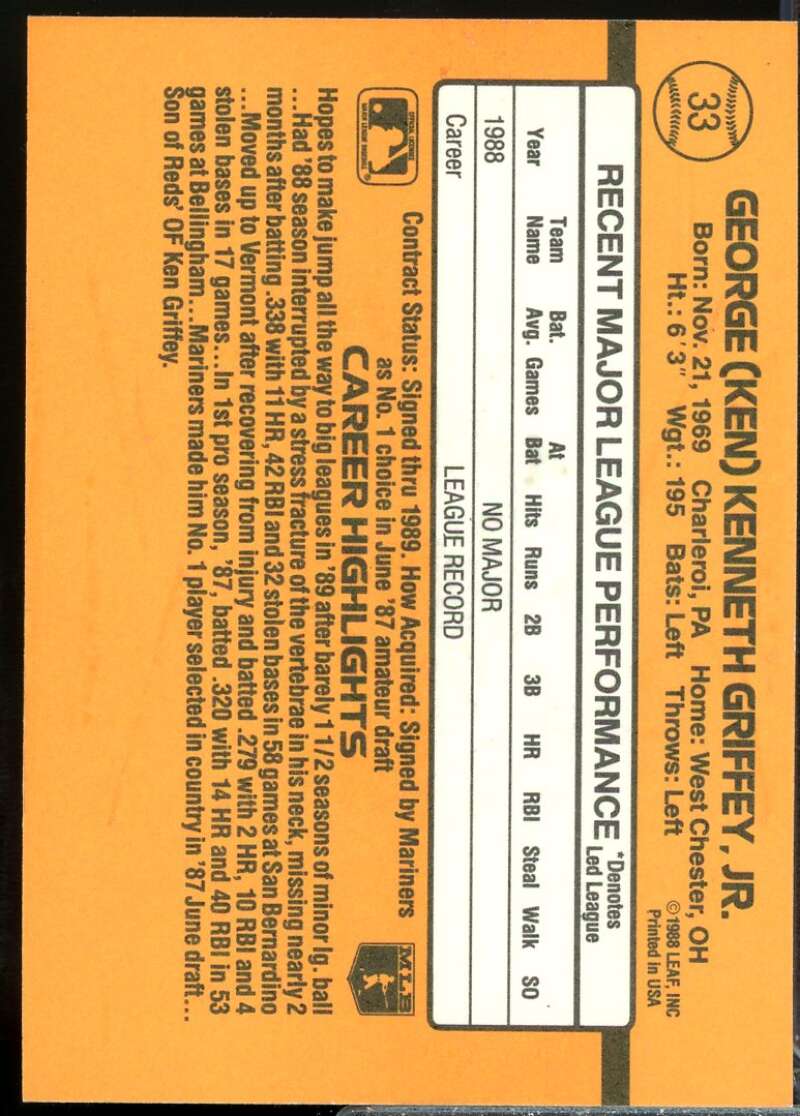 33
GEORGE (KEN) KENNETH GRIFFEY, JR.
Born: Nov. 21, 1969 Charleroi, PA Home: West Chester, OH
Ht.: 6'3" Wgt.: 195 Bats: Left Throws: Left
©1988 LEAF, INC
Printed in USA
RECENT MAJOR LEAGUE PERFORMANCE *Denotes
Led League
Year Team Name Bat. Avg. Games At Bat Hits Runs 2B 3B HR RBI Steal Walk SO
1988 NO MAJOR
Career LEAGUE RECORD
OFFICIAL LICENSEE
MAJOR LEAGUE BASEBALL
Contract Status: Signed thru 1989. How Acquired: Signed by Mariners
as No. 1 choice in June '87 amateur draft
MLB
CAREER HIGHLIGHTS
Hopes to make jump all the way to big leagues in '89 after barely 1 1/2 seasons of minor lg. ball
...Had '88 season interrupted by a stress fracture of the vertebrae in his neck, missing nearly 2
months after batting .338 with 11 HR, 42 RBI and 32 stolen bases in 58 games at San Bernardino
...Moved up to Vermont after recovering from injury and batted .279 with 2 HR, 10 RBI and 4
stolen bases in 17 games...In 1st pro season, '87, batted .320 with 14 HR and 40 RBI in 53
games at Bellingham...Mariners made him No. 1 player selected in country in '87 June draft...
Son of Reds' OF Ken Griffey.